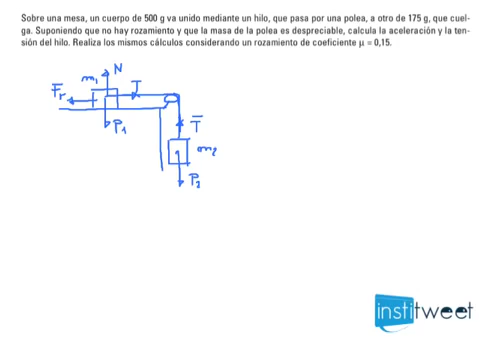 Sobre una mesa, un cuerpo de 500 g va unido mediante un hilo, que pasa por una polea, a otro de 175 g, que cuel-
ga. Suponiendo que no hay rozamiento y que la masa de la polea es despreciable, calcula la aceleración y la ten-
sión del hilo. Realiza los mismos cálculos considerando un rozamiento de coeficiente μ = 0,15.
N
m₁
Fr
T
P₁
T
m₂
P₂
institweet